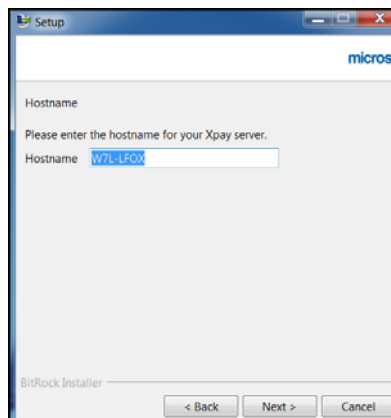 Setup
micros
Hostname
Please enter the hostname for your Xpay server.
Hostname W7L-LFOX
BitRock Installer
< Back Next > Cancel